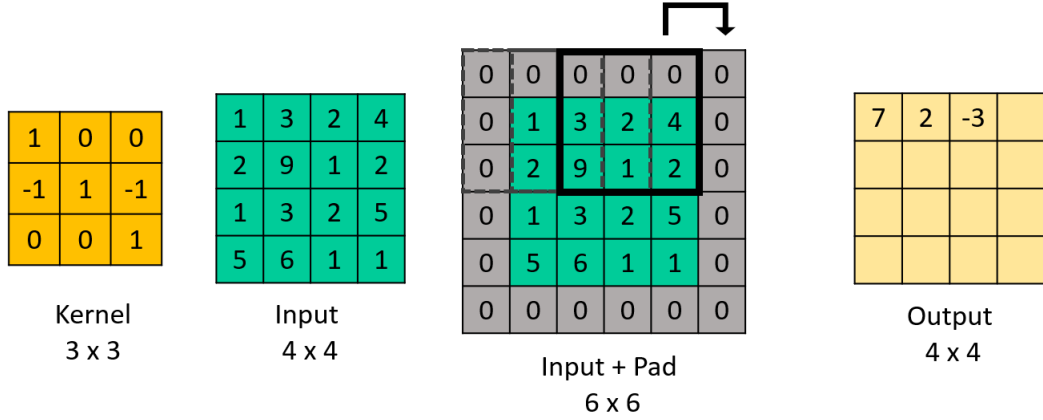 1 0 0
-1 1 -1
0 0 1
Kernel
3 x 3
1 3 2 4
2 9 1 2
1 3 2 5
5 6 1 1
Input
4 x 4
0 0 0 0 0 0
0 1 3 2 4 0
0 2 9 1 2 0
0 1 3 2 5 0
0 5 6 1 1 0
0 0 0 0 0 0
Input + Pad
6 x 6
7 2 -3
Output
4 x 4